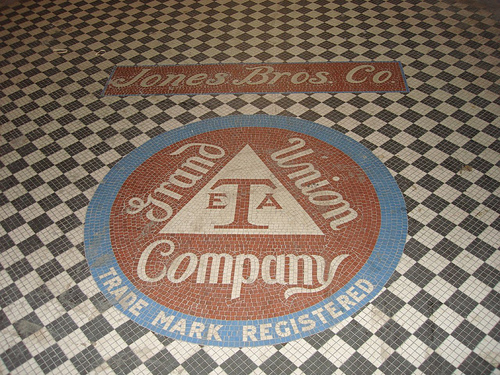 Jones Bros. Co
Grand Union
E T A
Company
TRADE MARK REGISTERED